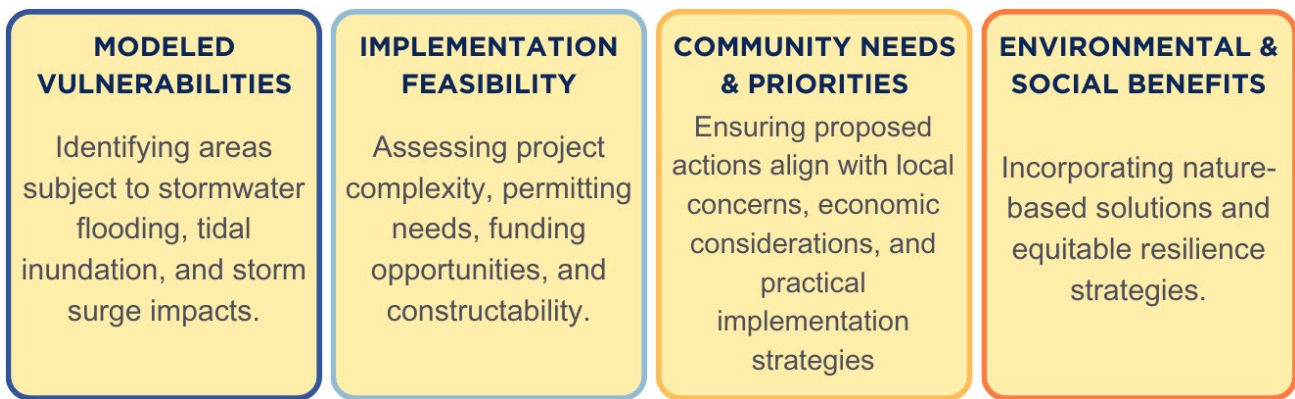 MODELED
VULNERABILITIES
Identifying areas
subject to stormwater
flooding, tidal
inundation, and storm
surge impacts.
IMPLEMENTATION
FEASIBILITY
Assessing project
complexity, permitting
needs, funding
opportunities, and
constructability.
COMMUNITY NEEDS
& PRIORITIES
Ensuring proposed
actions align with local
concerns, economic
considerations, and
practical
implementation
strategies
ENVIRONMENTAL &
SOCIAL BENEFITS
Incorporating nature-
based solutions and
equitable resilience
strategies.